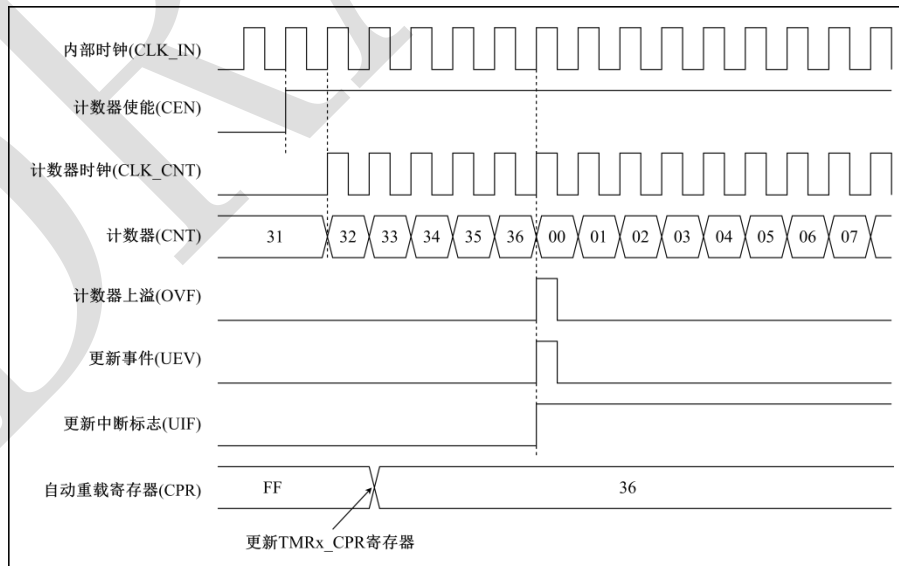 内部时钟(CLK_IN)
计数器使能(CEN)
计数器时钟(CLK_CNT)
计数器(CNT) 31 32 33 34 35 36 00 01 02 03 04 05 06 07
计数器上溢(OVF)
更新事件(UEV)
更新中断标志(UIF)
自动重载寄存器(CPR) FF 36
更新TMRx_CPR寄存器